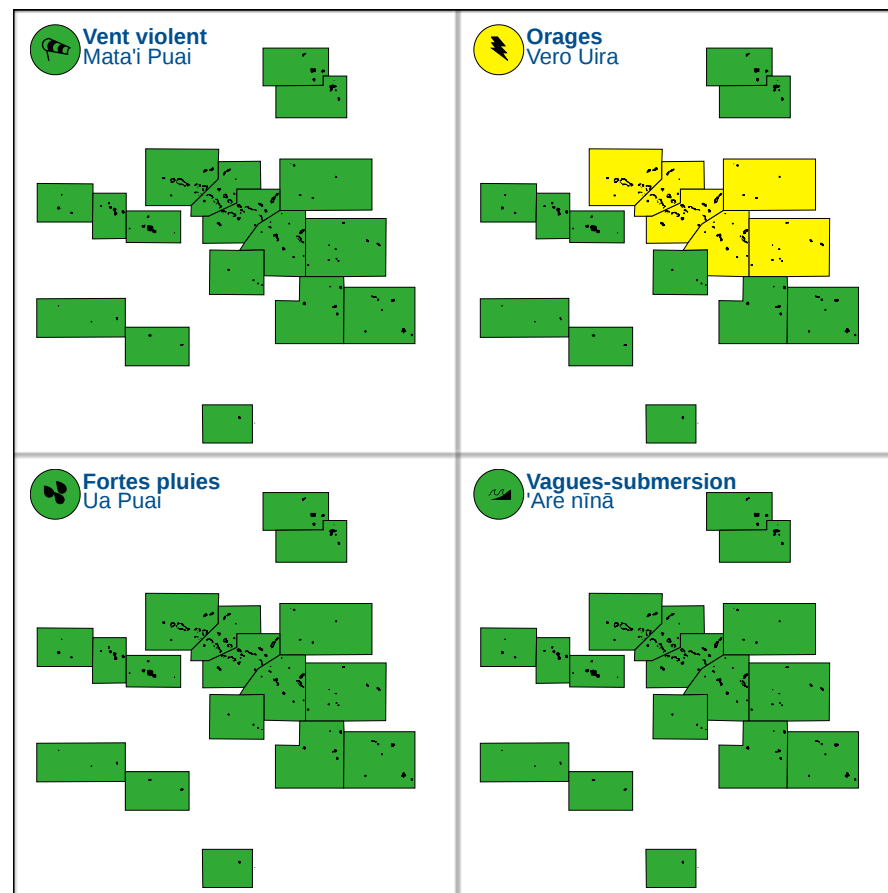 Vent violent
Mata'i Puai
Orages
Vero Uira
Fortes pluies
Ua Puai
Vagues-submersion
'Are nīnā